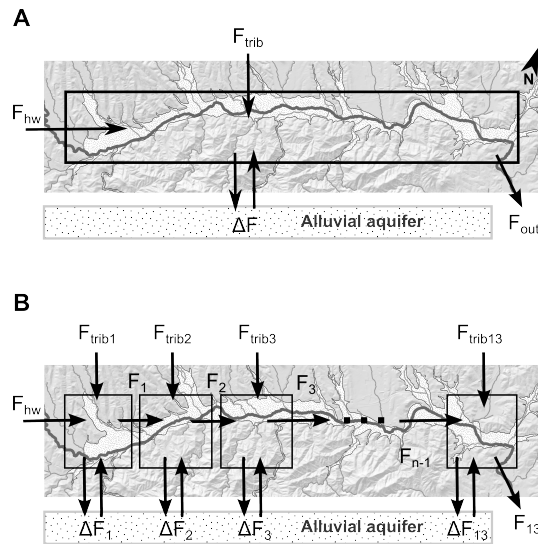 A
F_trib
N
F_hw
ΔF
Alluvial aquifer
F_out
B
F_trib1
F_trib2
F_trib3
F_trib13
F_1
F_2
F_3
F_hw
F_n-1
ΔF_1
ΔF_2
ΔF_3
Alluvial aquifer
ΔF_13
F_13